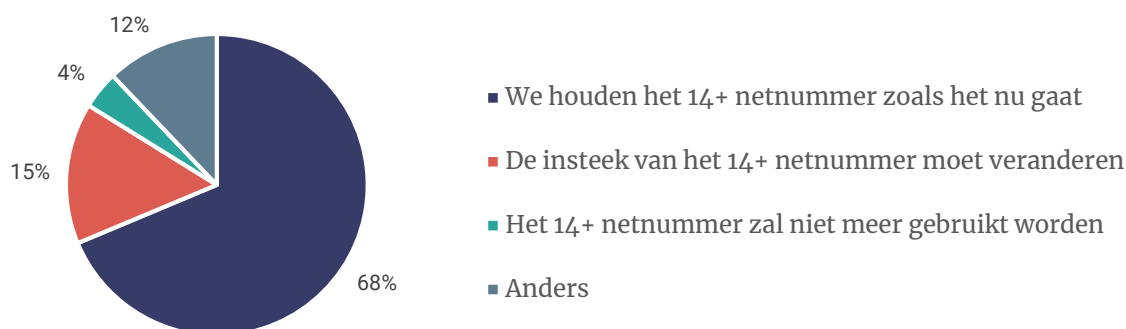 12%
4%
15%
68%
We houden het 14+ netnummer zoals het nu gaat
De insteek van het 14+ netnummer moet veranderen
Het 14+ netnummer zal niet meer gebruikt worden
Anders